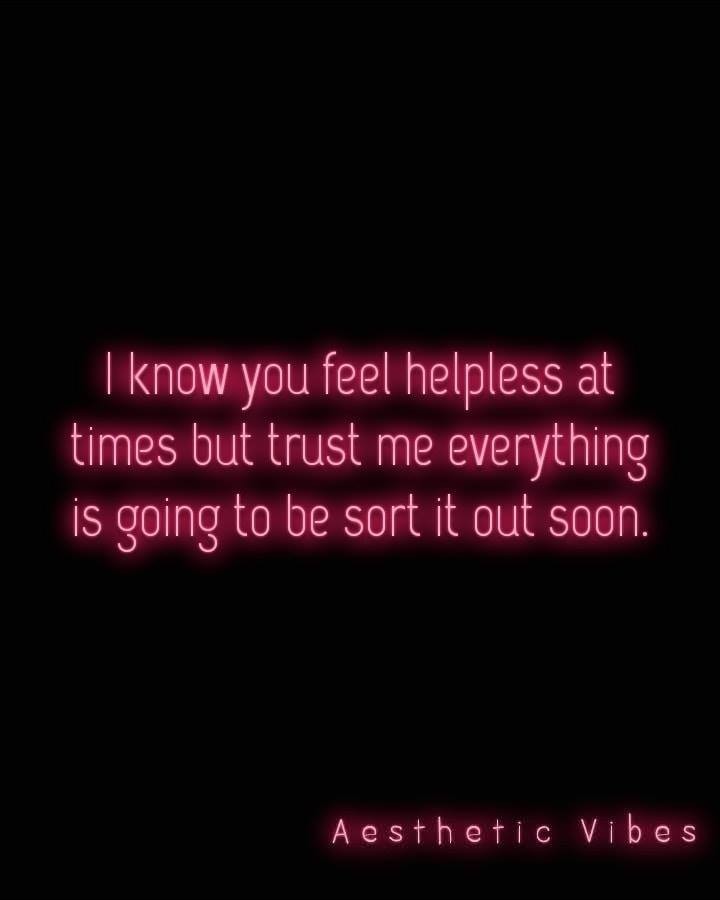 I know you feel helpless at
times but trust me everything
is going to be sort it out soon.
Aesthetic Vibes